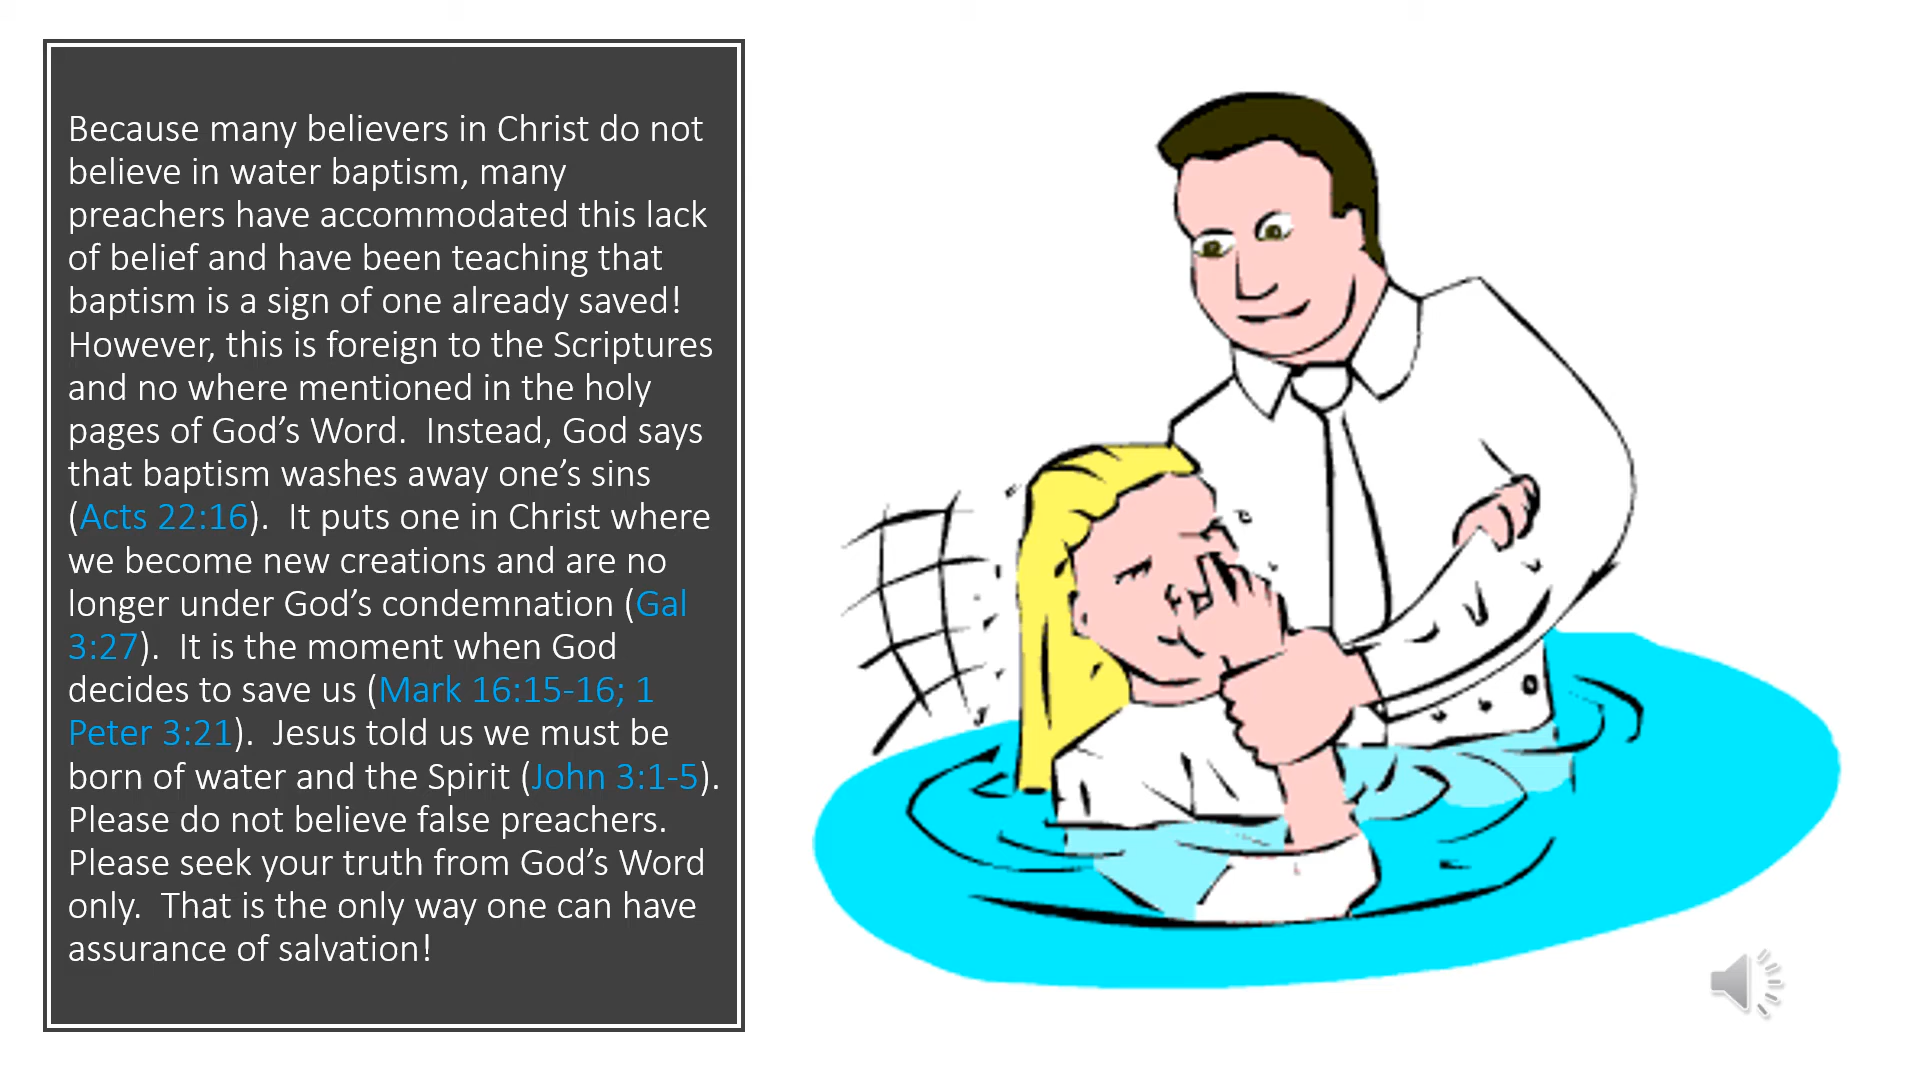 Because many believers in Christ do not
believe in water baptism, many
preachers have accommodated this lack
of belief and have been teaching that
baptism is a sign of one already saved!
However, this is foreign to the Scriptures
and no where mentioned in the holy
pages of God’s Word.  Instead, God says
that baptism washes away one’s sins
(Acts 22:16).  It puts one in Christ where
we become new creations and are no
longer under God’s condemnation (Gal
3:27).  It is the moment when God
decides to save us (Mark 16:15-16; 1
Peter 3:21).  Jesus told us we must be
born of water and the Spirit (John 3:1-5).
Please do not believe false preachers.
Please seek your truth from God’s Word
only.  That is the only way one can have
assurance of salvation!